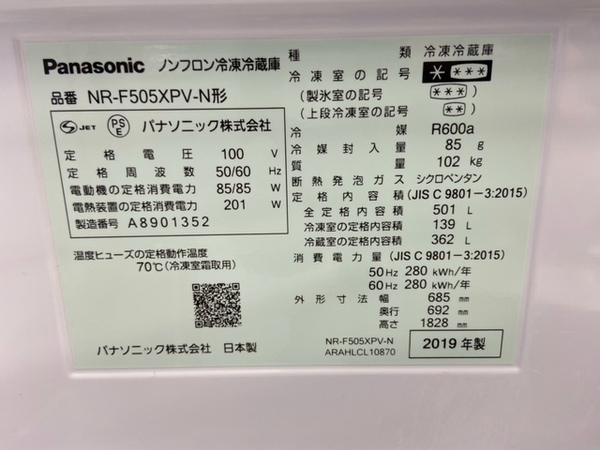 Panasonic ノンフロン冷凍冷蔵庫
品番 NR-F505XPV-N形
S JET PS E パナソニック株式会社
定格電圧 100 V
定格周波数 50/60 Hz
電動機の定格消費電力 85/85 W
電熱装置の定格消費電力 201 W
製造番号 A8901352
温度ヒューズの定格動作温度
70℃(冷凍室霜取用)
パナソニック株式会社 日本製
種類 冷凍冷蔵庫
冷凍室の記号 * ***
(製氷室の記号 ***)
(上段冷凍室の記号 ***)
冷媒 R600a
冷媒封入量 85 g
質量 102 kg
断熱発泡ガス シクロペンタン
定格内容積 (JIS C 9801-3:2015)
全定格内容積 501 L
冷凍室の定格内容積 139 L
冷蔵室の定格内容積 362 L
消費電力量 (JIS C 9801-3:2015)
50 Hz 280 kWh/年
60 Hz 280 kWh/年
外形寸法 幅 685 mm
奥行 692 mm
高さ 1828 mm
NR-F505XPV-N
ARAHLCL10870
2019 年製